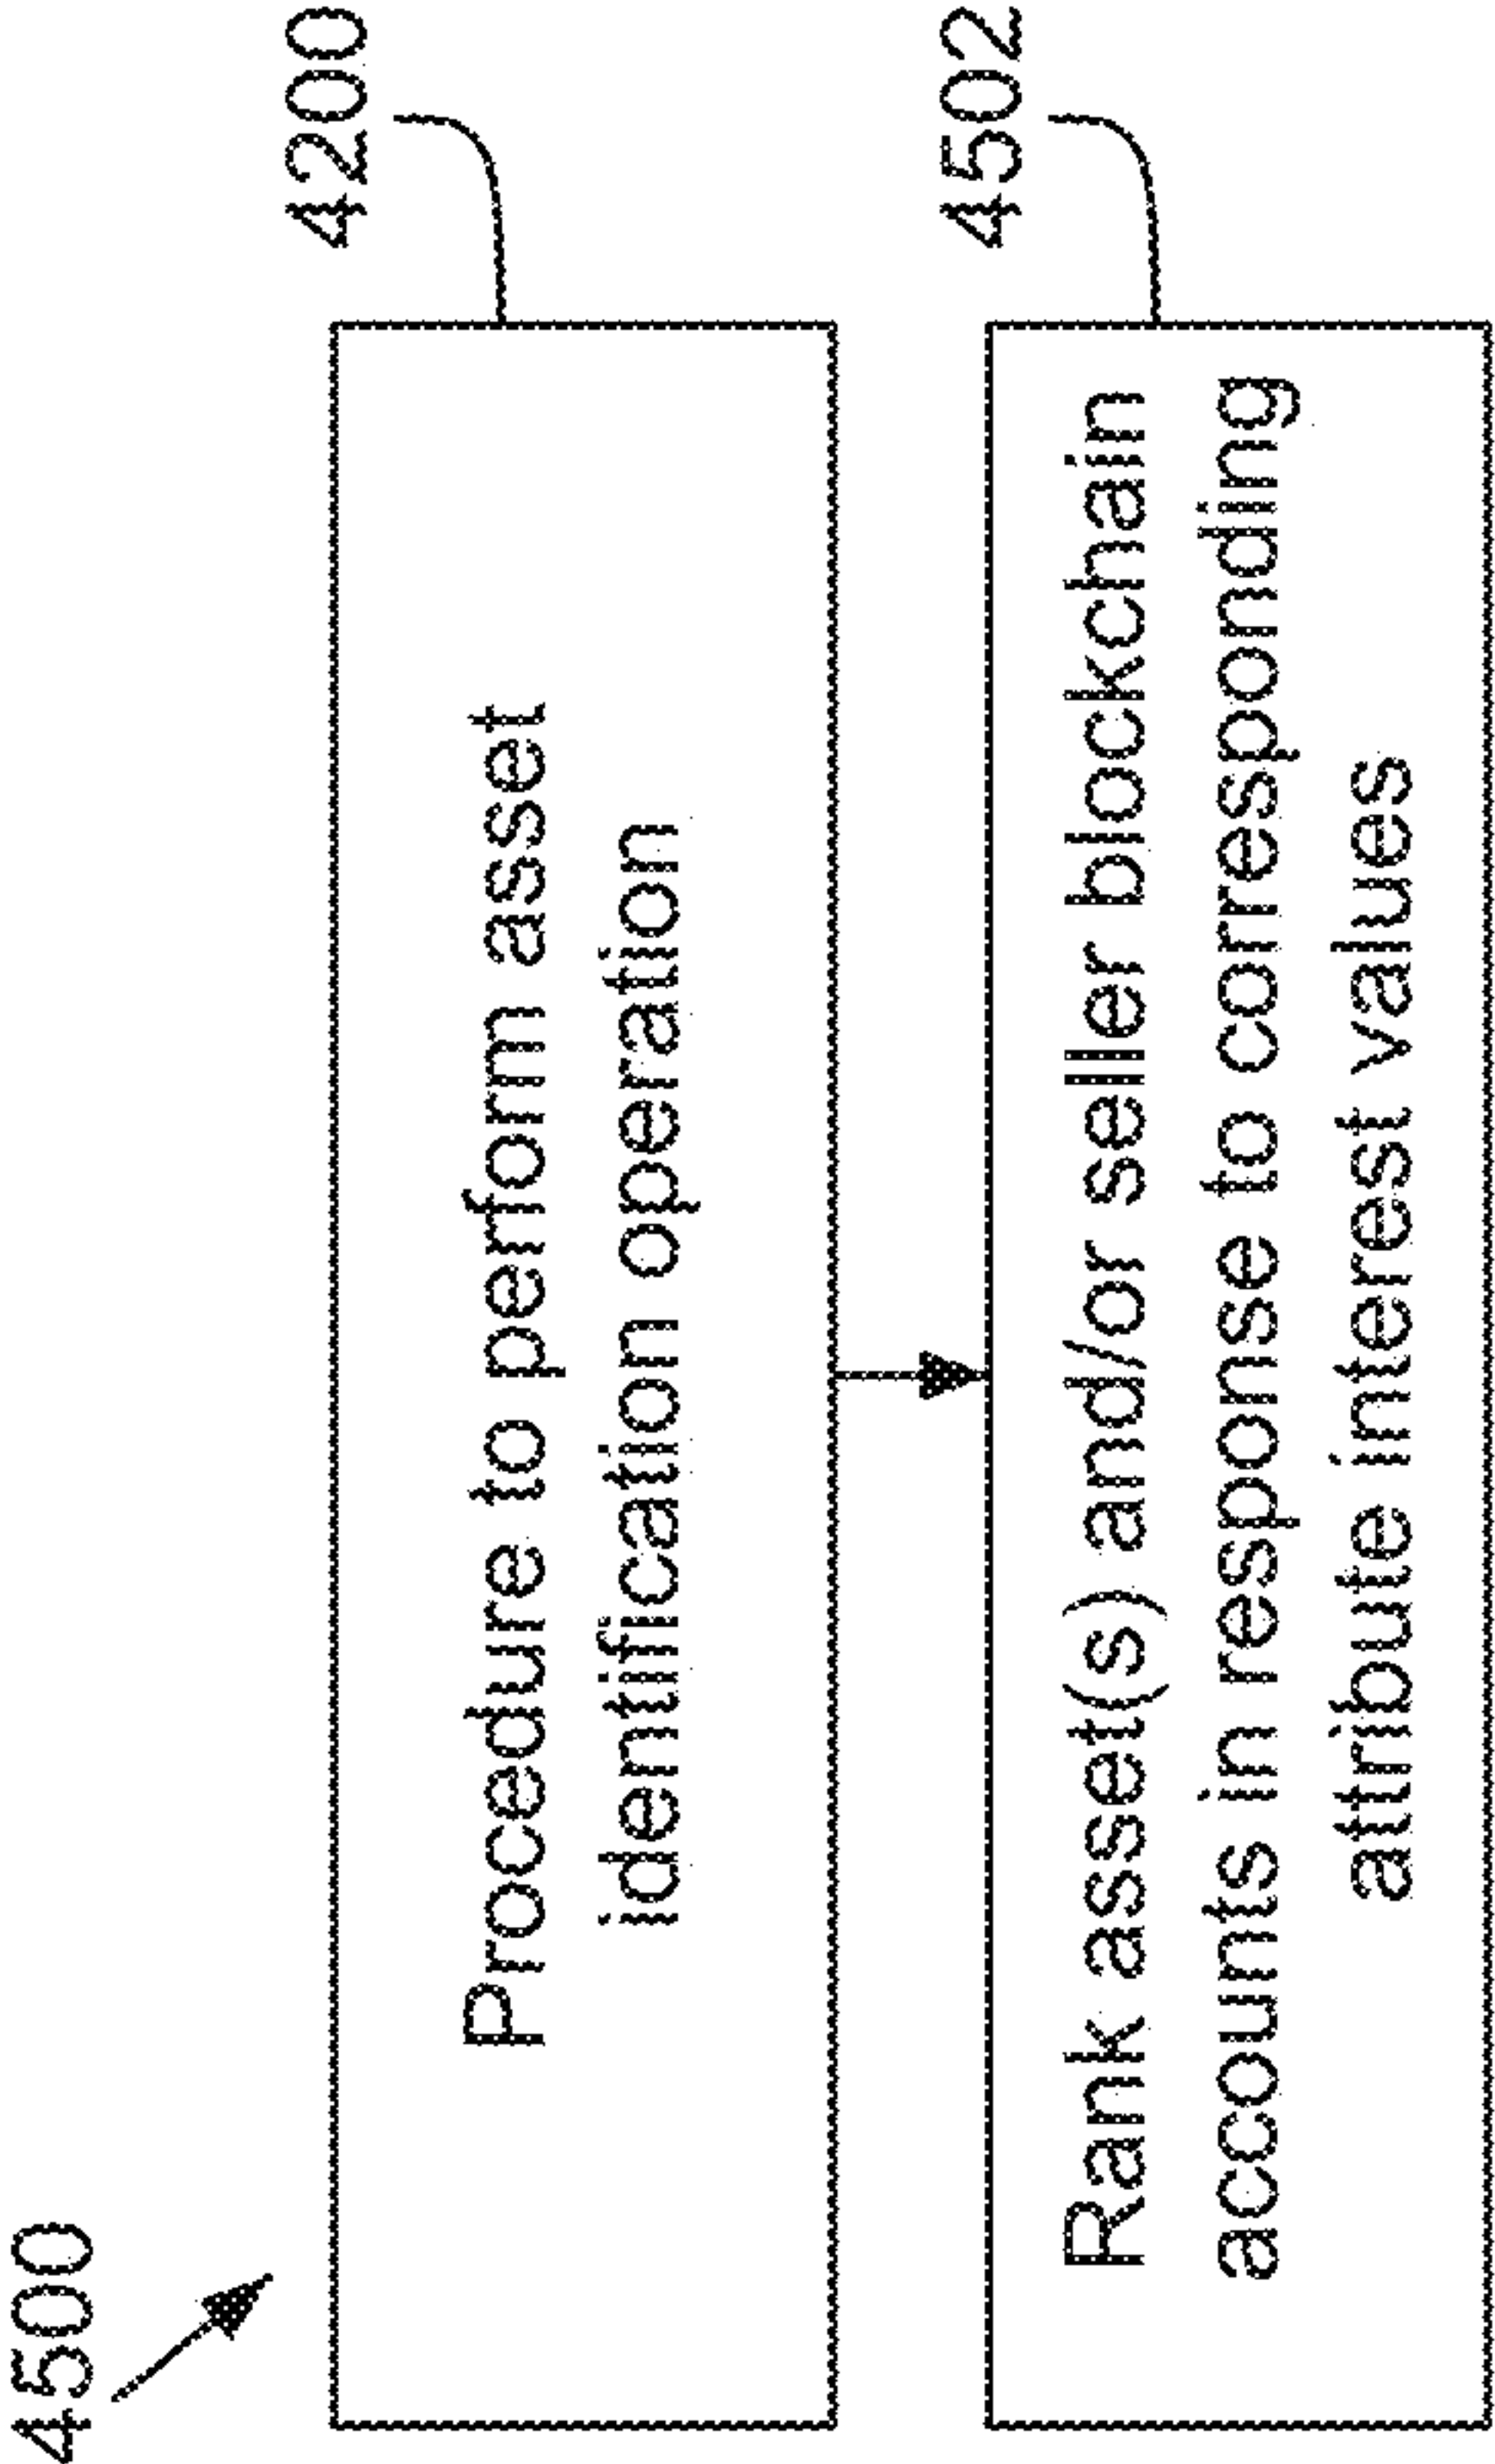 4500
4200
Procedure to perform asset
identification operation
4502
Rank asset(s) and/or seller blockchain
accounts in response to corresponding
attribute interest values